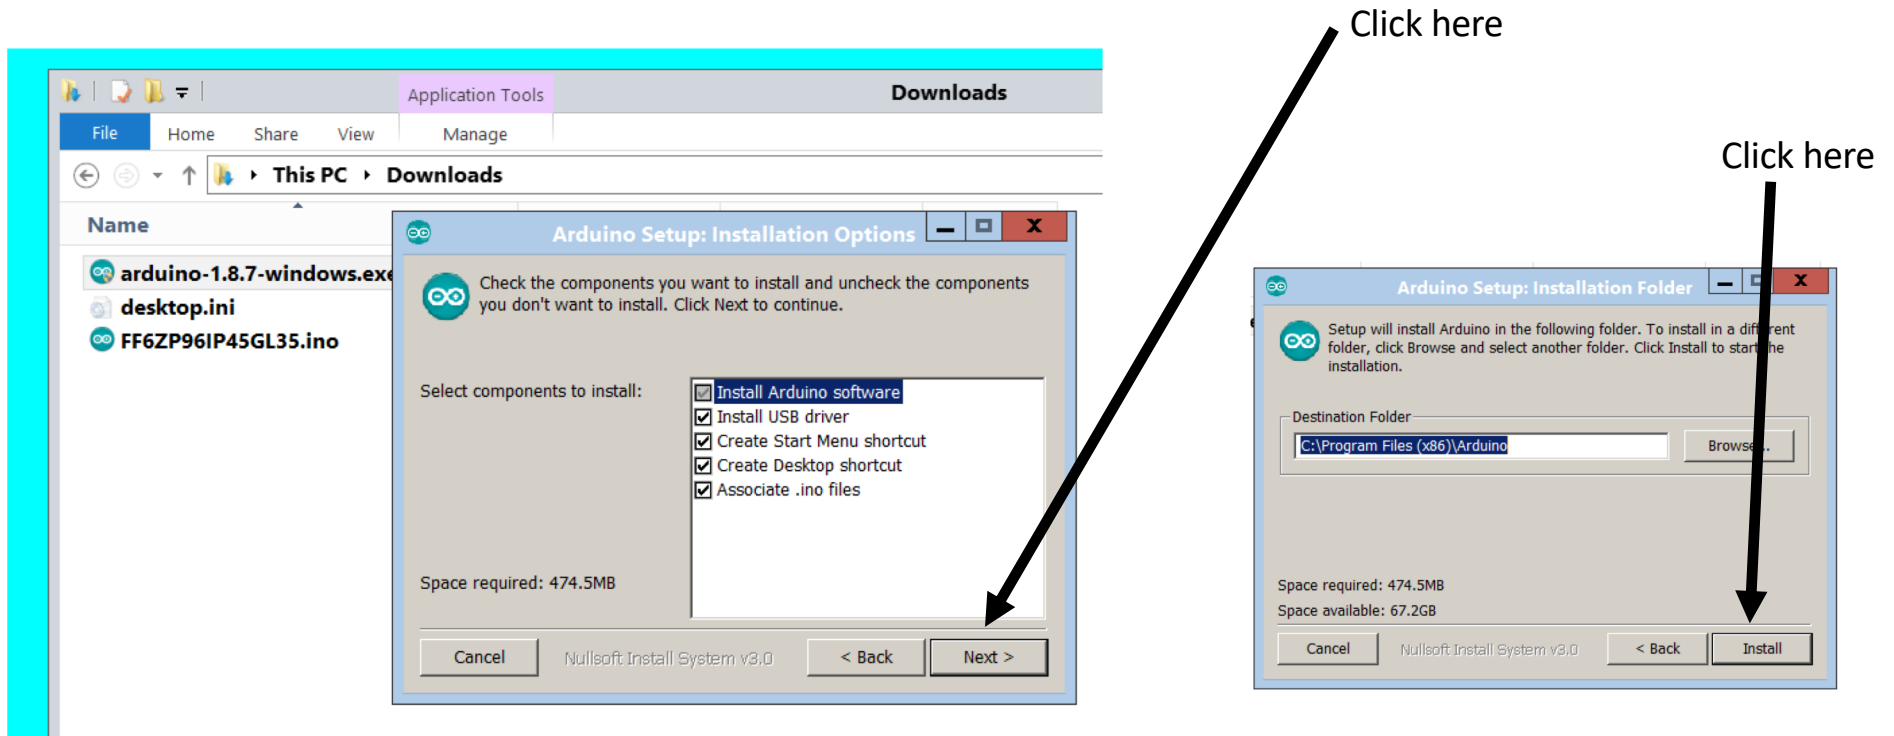 Click here
Click here
Application Tools
Downloads
File Home Share View Manage
This PC Downloads
Name
arduino-1.8.7-windows.exe
desktop.ini
FF6ZP96IP45GL35.ino
Arduino Setup: Installation Options
Check the components you want to install and uncheck the components
you don't want to install. Click Next to continue.
Select components to install:
Install Arduino software
Install USB driver
Create Start Menu shortcut
Create Desktop shortcut
Associate .ino files
Space required: 474.5MB
Cancel Nullsoft Install System v3.0 < Back Next >
Arduino Setup: Installation Folder
Setup will install Arduino in the following folder. To install in a different
folder, click Browse and select another folder. Click Install to start the
installation.
Destination Folder
C:\Program Files (x86)\Arduino
Browse...
Space required: 474.5MB
Space available: 67.2GB
Cancel Nullsoft Install System v3.0 < Back Install